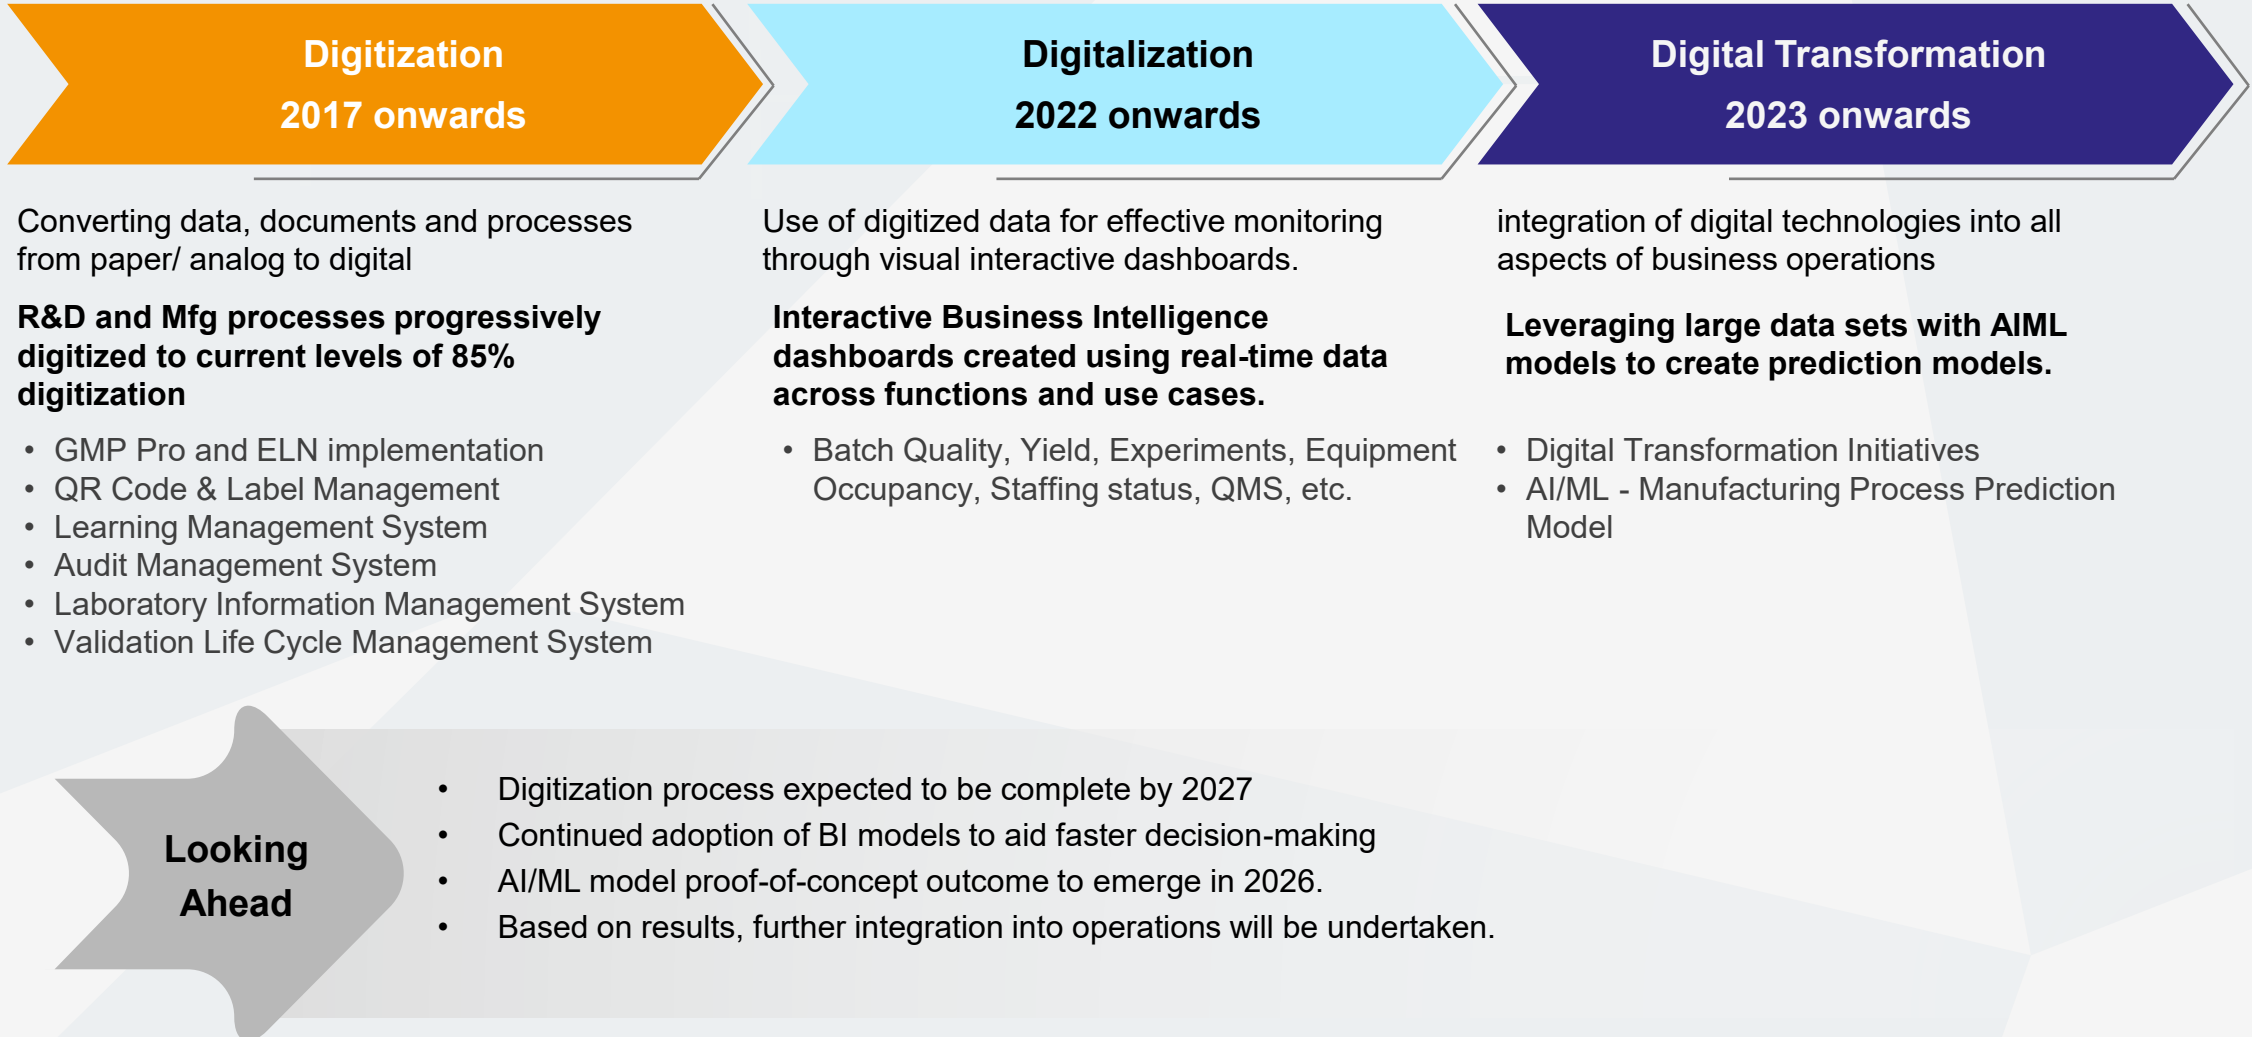 Digitization
2017 onwards
Digitalization
2022 onwards
Digital Transformation
2023 onwards
Converting data, documents and processes
from paper/ analog to digital
R&D and Mfg processes progressively
digitized to current levels of 85%
digitization
• GMP Pro and ELN implementation
• QR Code & Label Management
• Learning Management System
• Audit Management System
• Laboratory Information Management System
• Validation Life Cycle Management System
Use of digitized data for effective monitoring
through visual interactive dashboards.
Interactive Business Intelligence
dashboards created using real-time data
across functions and use cases.
• Batch Quality, Yield, Experiments, Equipment
Occupancy, Staffing status, QMS, etc.
integration of digital technologies into all
aspects of business operations
Leveraging large data sets with AIML
models to create prediction models.
• Digital Transformation Initiatives
• AI/ML - Manufacturing Process Prediction
Model
Looking
Ahead
• Digitization process expected to be complete by 2027
• Continued adoption of BI models to aid faster decision-making
• AI/ML model proof-of-concept outcome to emerge in 2026.
• Based on results, further integration into operations will be undertaken.